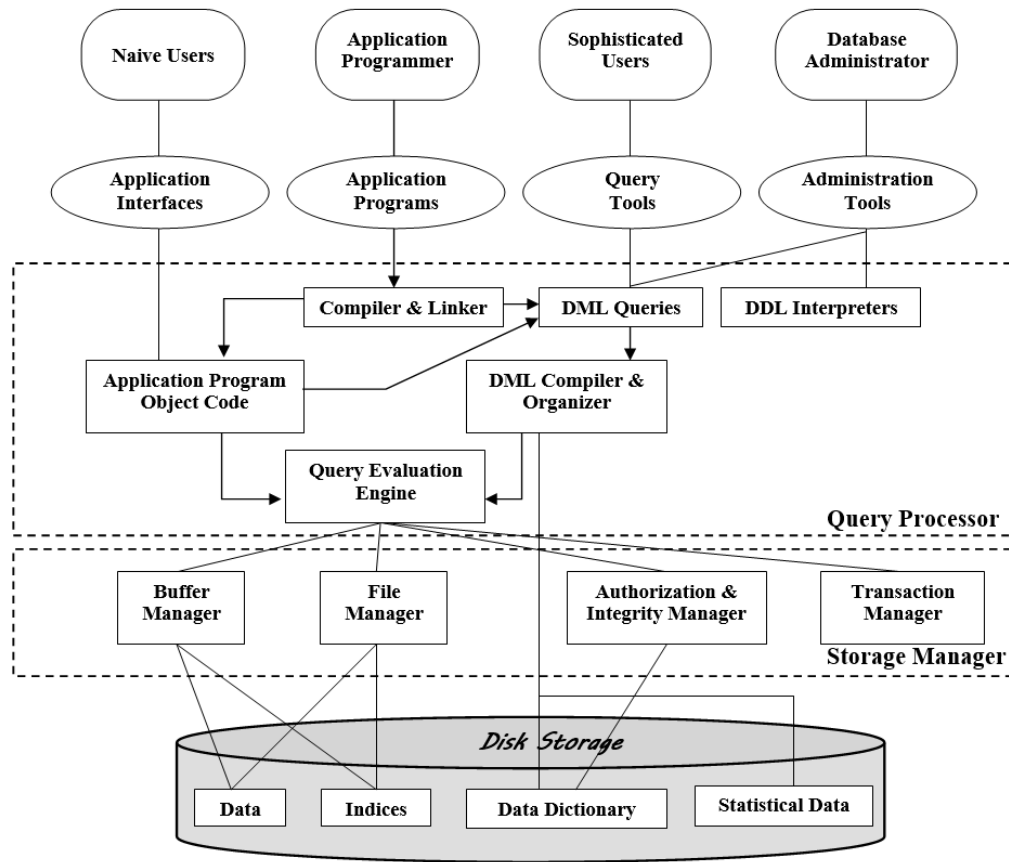 Naive Users
Application
Programmer
Sophisticated
Users
Database
Administrator
Application
Interfaces
Application
Programs
Query
Tools
Administration
Tools
Compiler & Linker
DML Queries
DDL Interpreters
Application Program
Object Code
DML Compiler &
Organizer
Query Evaluation
Engine
Query Processor
Buffer
Manager
File
Manager
Authorization &
Integrity Manager
Transaction
Manager
Storage Manager
Disk Storage
Data
Indices
Data Dictionary
Statistical Data